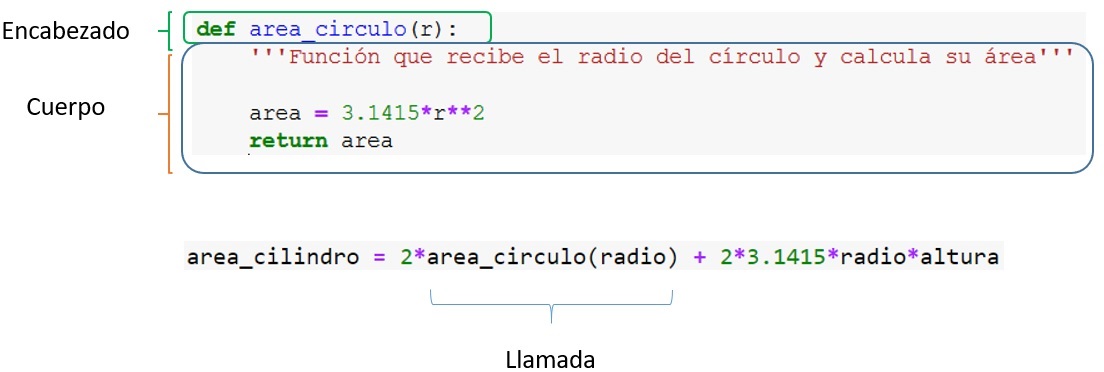 Encabezado
def area_circulo(r):
'''Función que recibe el radio del círculo y calcula su área'''
Cuerpo
area = 3.1415*r**2
return area
area_cilindro = 2*area_circulo(radio) + 2*3.1415*radio*altura
Llamada